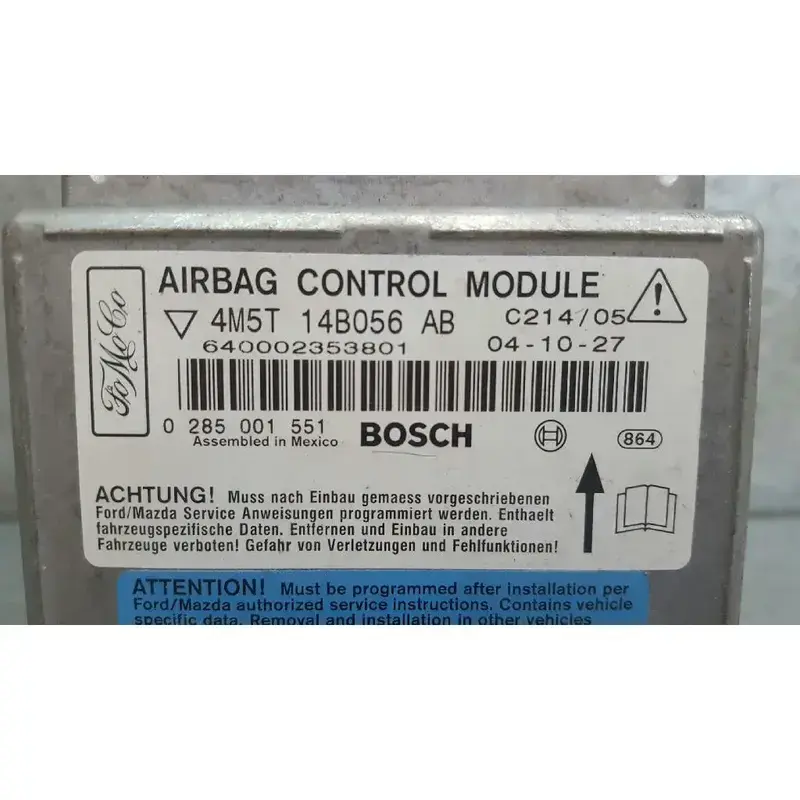 FoMoCo
AIRBAG CONTROL MODULE
4M5T 14B056 AB C214/05
640002353801 04-10-27
0 285 001 551 BOSCH
Assembled in Mexico
864
ACHTUNG! Muss nach Einbau gemaess vorgeschriebenen
Ford/Mazda Service Anweisungen programmiert werden. Enthaelt
fahrzeugspezifische Daten. Entfernen und Einbau in andere
Fahrzeuge verboten! Gefahr von Verletzungen und Fehlfunktionen!
ATTENTION! Must be programmed after installation per
Ford/Mazda authorized service instructions. Contains vehicle
specific data. Removal and installation in other vehicles